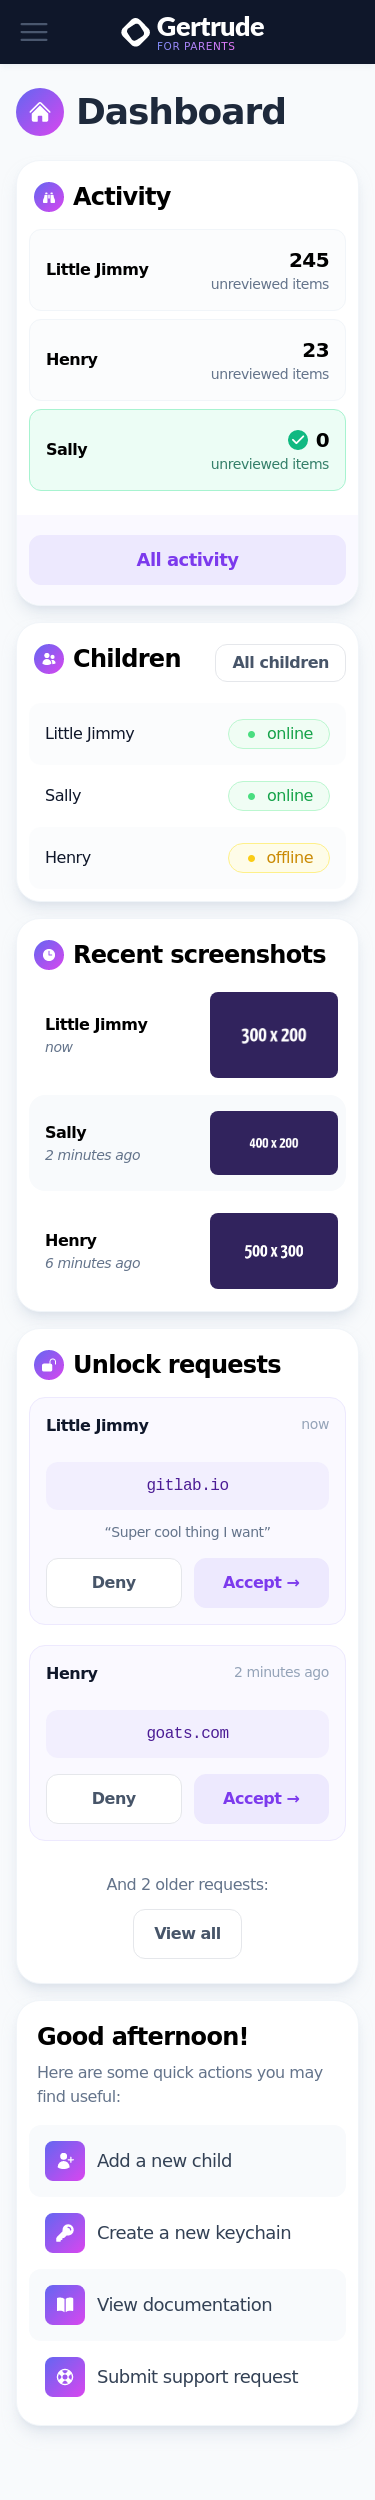 Gertrude
FOR PARENTS
Dashboard
Activity
Little Jimmy
245
unreviewed items
Henry
23
unreviewed items
Sally
0
unreviewed items
All activity
Children
All children
Little Jimmy
online
Sally
online
Henry
offline
Recent screenshots
Little Jimmy
now
300 x 200
Sally
2 minutes ago
400 x 200
Henry
6 minutes ago
500 x 300
Unlock requests
Little Jimmy
now
gitlab.io
“Super cool thing I want”
Deny
Accept →
Henry
2 minutes ago
goats.com
Deny
Accept →
And 2 older requests:
View all
Good afternoon!
Here are some quick actions you may
find useful:
Add a new child
Create a new keychain
View documentation
Submit support request